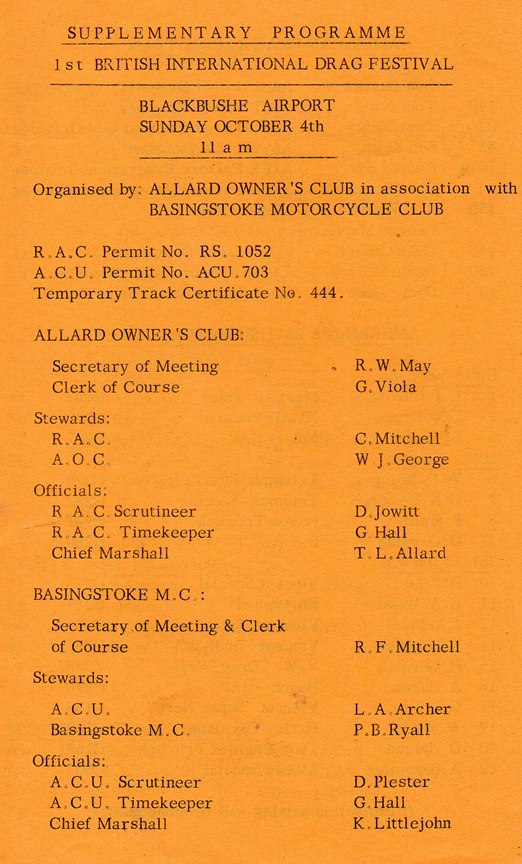 SUPPLEMENTARY PROGRAMME
1st BRITISH INTERNATIONAL DRAG FESTIVAL
BLACKBUSHE AIRPORT
SUNDAY OCTOBER 4th
11 a m
Organised by: ALLARD OWNER'S CLUB in association with
BASINGSTOKE MOTORCYCLE CLUB
R.A.C. Permit No. RS. 1052
A.C.U. Permit No. ACU.703
Temporary Track Certificate No. 444.
ALLARD OWNER'S CLUB:
Secretary of Meeting R.W.May
Clerk of Course G.Viola
Stewards:
R.A.C. C.Mitchell
A.O.C. W J.George
Officials:
R A.C.Scrutineer D.Jowitt
R.A.C. Timekeeper G Hall
Chief Marshall T.L.Allard
BASINGSTOKE M.C.:
Secretary of Meeting & Clerk
of Course R.F.Mitchell
Stewards:
A.C.U. L.A.Archer
Basingstoke M.C. P.B.Ryall
Officials:
A.C.U. Scrutineer D.Plester
A.C.U. Timekeeper G.Hall
Chief Marshall K.Littlejohn